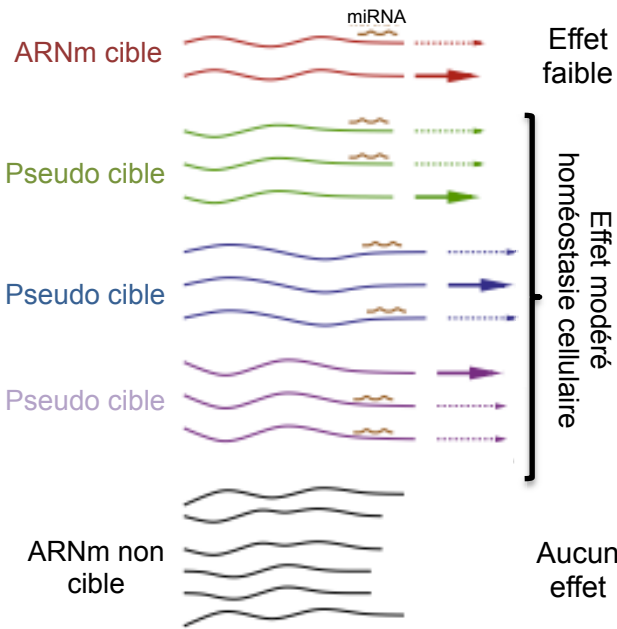 miRNA
ARNm cible
Effet
faible
Pseudo cible
Pseudo cible
Pseudo cible
Effet modéré
homéostasie cellulaire
ARNm non
cible
Aucun
effet